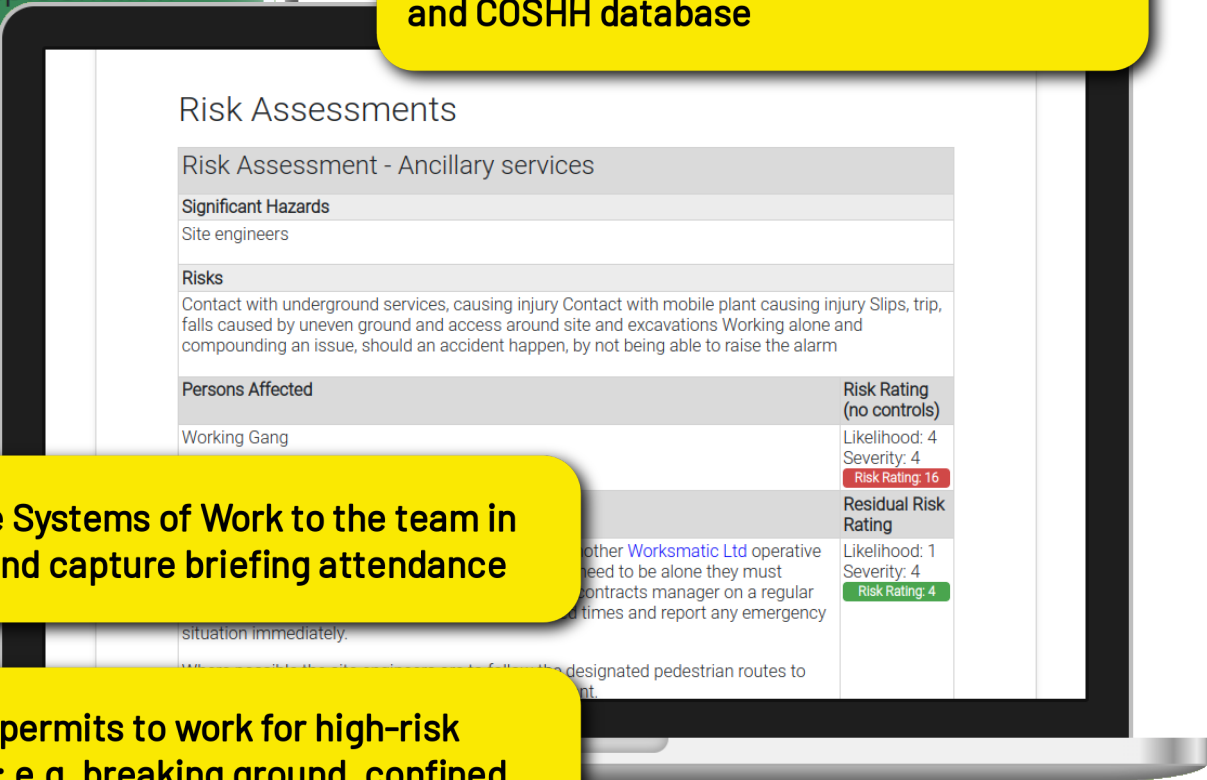 and COSHH database
Risk Assessments
Risk Assessment - Ancillary services
Significant Hazards
Site engineers
Risks
Contact with underground services, causing injury Contact with mobile plant causing injury Slips, trip,
falls caused by uneven ground and access around site and excavations Working alone and
compounding an issue, should an accident happen, by not being able to raise the alarm
Persons Affected
Risk Rating
(no controls)
Working Gang
Likelihood: 4
Severity: 4
Risk Rating: 16
Residual Risk
Rating
Systems of Work to the team in
nd capture briefing attendance
other Worksmatic Ltd operative
need to be alone they must
contracts manager on a regular
times and report any emergency
situation immediately.
Likelihood: 1
Severity: 4
Risk Rating: 4
designated pedestrian routes to
permits to work for high-risk
e.g. breaking ground, confined